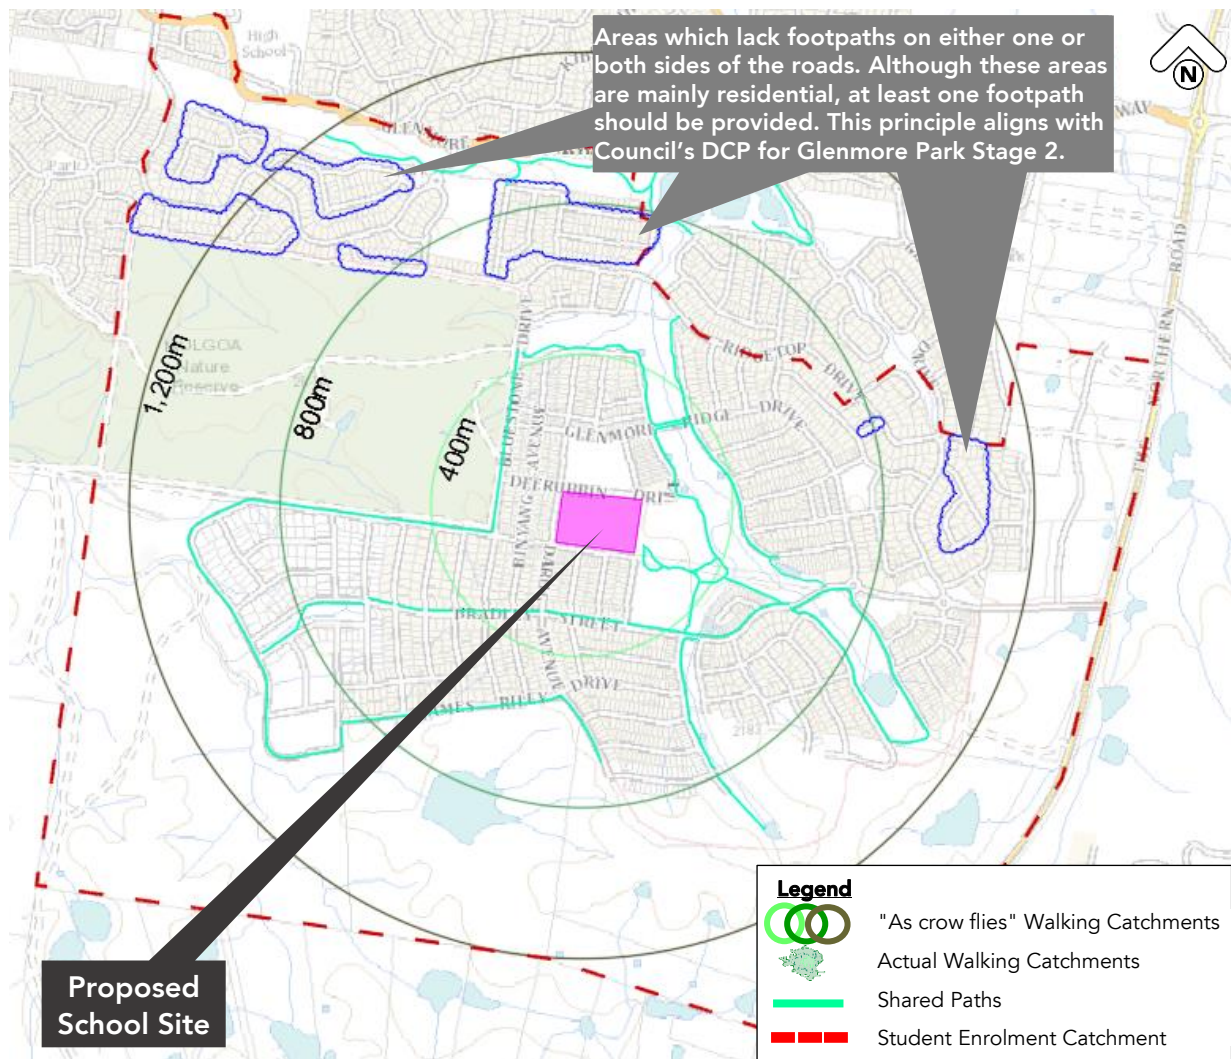 Areas which lack footpaths on either one or
both sides of the roads. Although these areas
are mainly residential, at least one footpath
should be provided. This principle aligns with
Council's DCP for Glenmore Park Stage 2.
N
High
School
WAY
Park
Nature
Reserve
1,200m
800m
400m
BLUESTONE DRIVE
RIDGETOP DRIVE
GLENMORE RIDGE DRIVE
DEERUBBIN
BINYANG AVENUE
AVENUE
BRADLEY STREET
RILEY DRIVE
NORTHERN ROAD
Proposed
School Site
Legend
"As crow flies" Walking Catchments
Actual Walking Catchments
Shared Paths
Student Enrolment Catchment